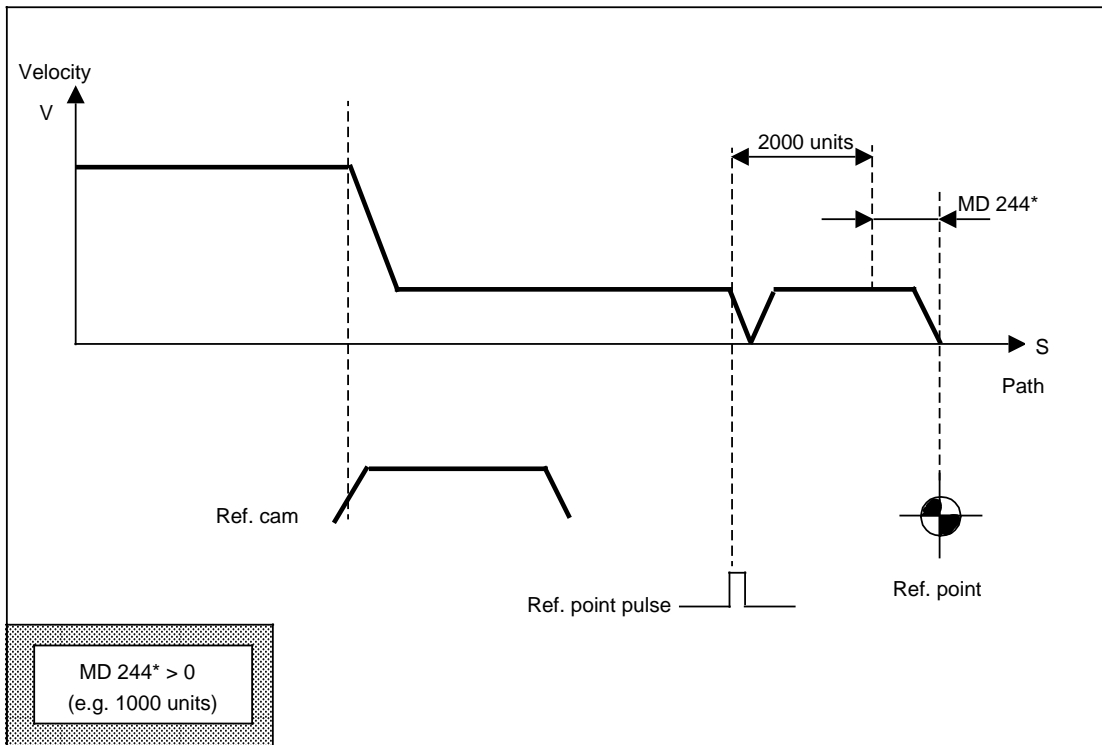 Velocity
V
2000 units
MD 244*
S
Path
Ref. cam
Ref. point pulse
Ref. point
MD 244* > 0
(e.g. 1000 units)